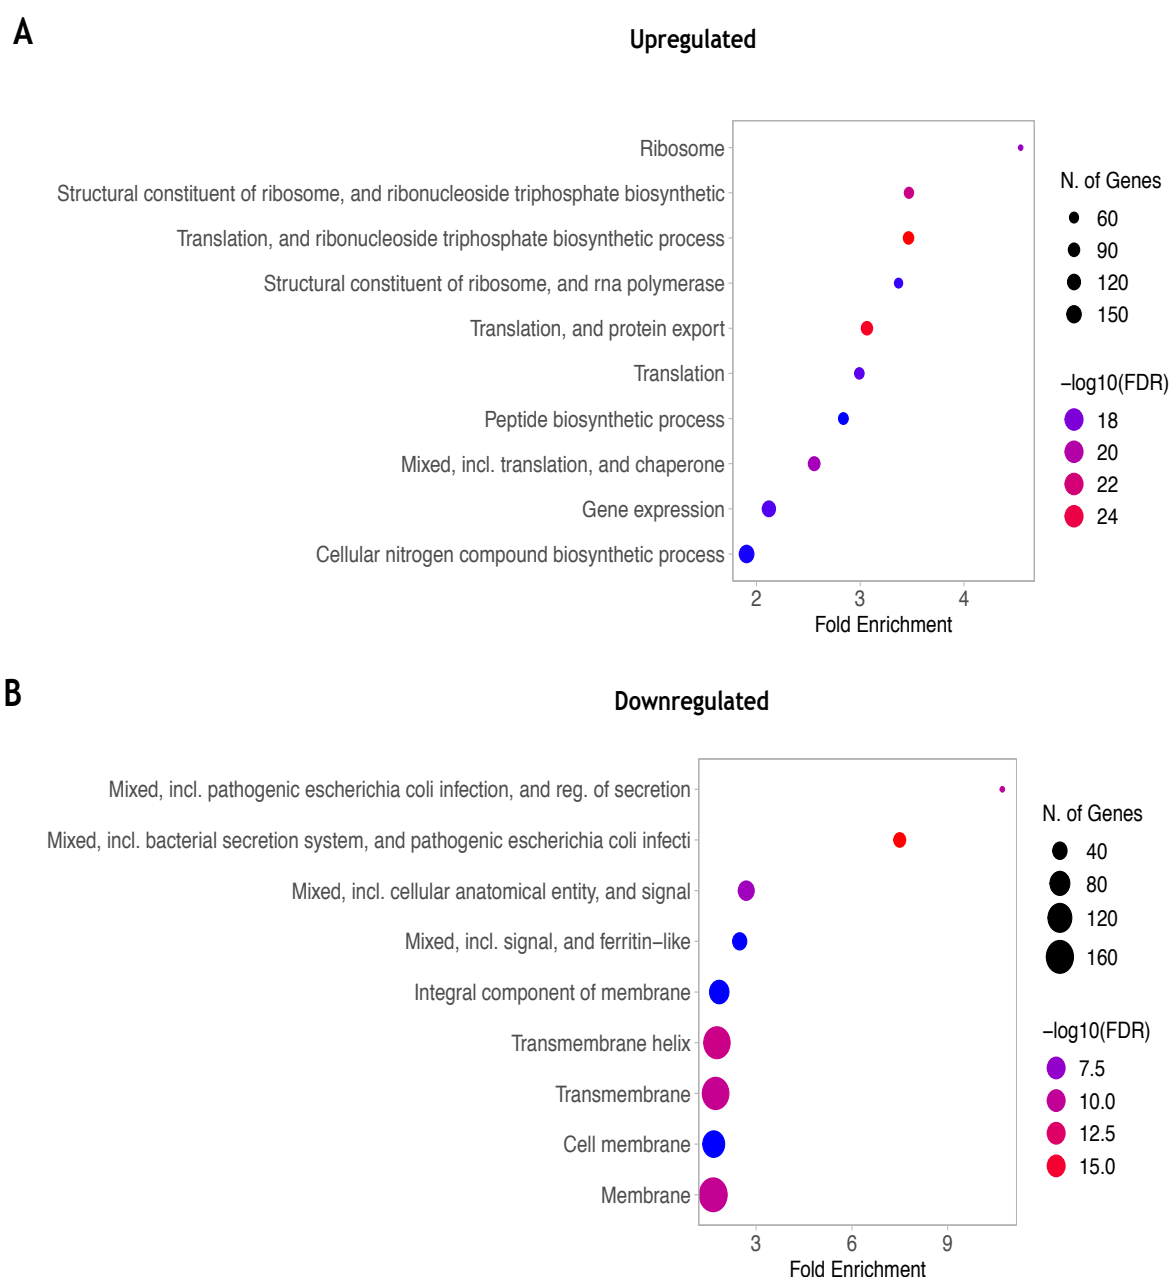 A
Upregulated
Ribosome
Structural constituent of ribosome, and ribonucleoside triphosphate biosynthetic
Translation, and ribonucleoside triphosphate biosynthetic process
Structural constituent of ribosome, and rna polymerase
Translation, and protein export
Translation
Peptide biosynthetic process
Mixed, incl. translation, and chaperone
Gene expression
Cellular nitrogen compound biosynthetic process
2 3 4
Fold Enrichment
N. of Genes
60
90
120
150
−log10(FDR)
18
20
22
24
B
Downregulated
Mixed, incl. pathogenic escherichia coli infection, and reg. of secretion
Mixed, incl. bacterial secretion system, and pathogenic escherichia coli infecti
Mixed, incl. cellular anatomical entity, and signal
Mixed, incl. signal, and ferritin−like
Integral component of membrane
Transmembrane helix
Transmembrane
Cell membrane
Membrane
3 6 9
Fold Enrichment
N. of Genes
40
80
120
160
−log10(FDR)
7.5
10.0
12.5
15.0